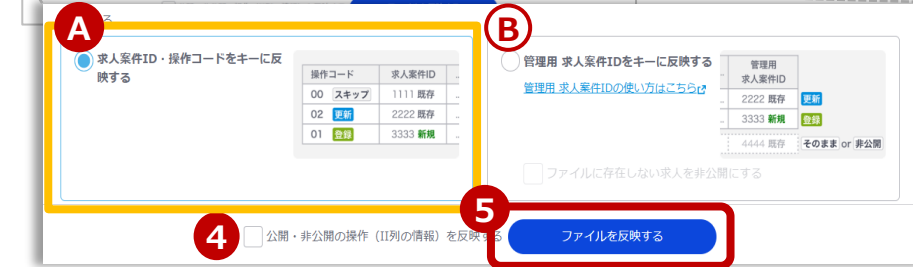 A
る
求人案件ID・操作コードをキーに反
映する
操作コード 求人案件ID ..
00 スキップ 1111 既存 ..
02 更新 2222 既存 ..
01 登録 3333 新規 ..
B
管理用 求人案件IDをキーに反映する
管理用 求人案件IDの使い方はこちら
管理用
求人案件ID
2222 既存 更新
3333 新規 登録
4444 既存 そのまま or 非公開
ファイルに存在しない求人を非公開にする
4
公開・非公開の操作（II列の情報）を反映する
5
ファイルを反映する